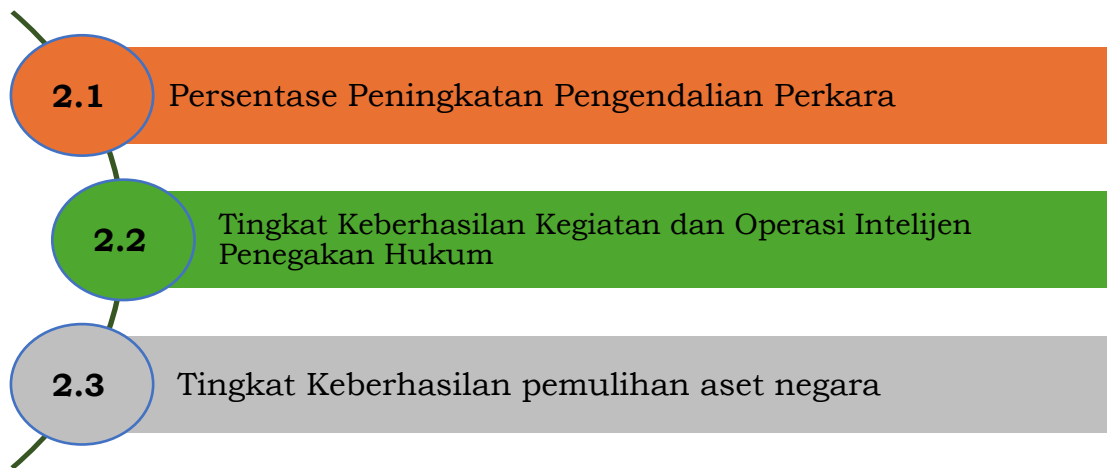 2.1 Persentase Peningkatan Pengendalian Perkara
2.2 Tingkat Keberhasilan Kegiatan dan Operasi Intelijen
Penegakan Hukum
2.3 Tingkat Keberhasilan pemulihan aset negara